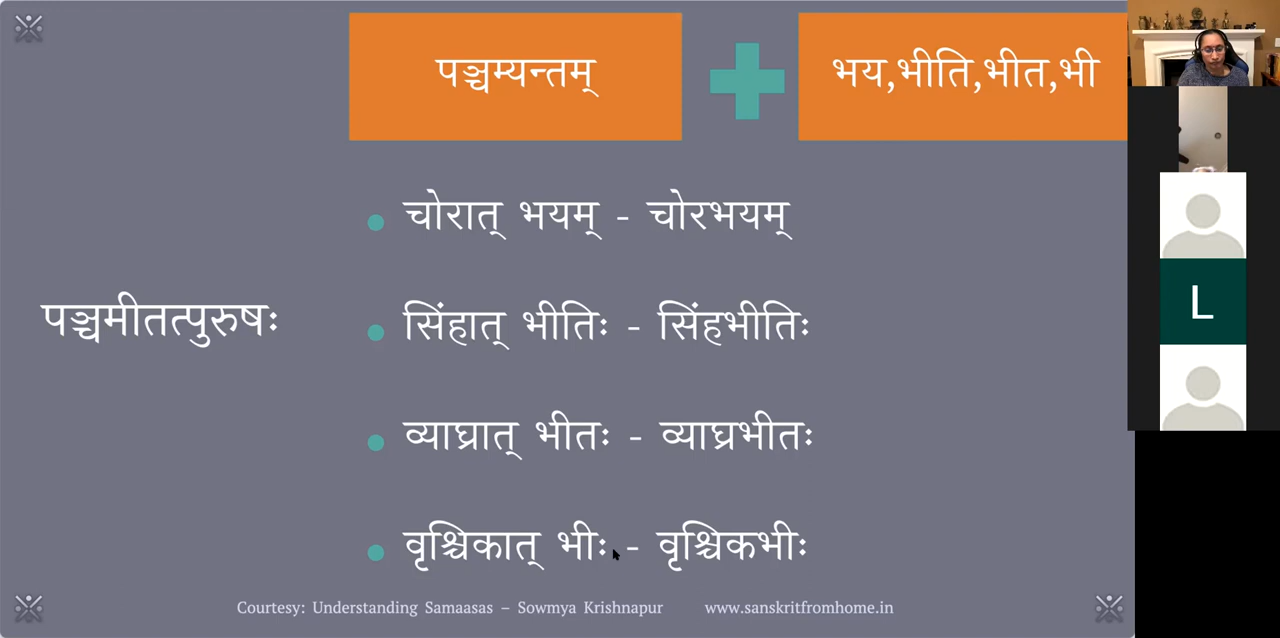 पञ्चम्यन्तम्
भय,भीति,भीत,भी
चोरात् भयम् - चोरभयम्
सिंहात् भीतिः - सिंहभीतिः
पञ्चमीतत्पुरुषः
व्याघ्रात् भीतः - व्याघ्रभीतः
वृश्चिकात् भीः - वृश्चिकभीः
Courtesy: Understanding Samaasas – Sowmya Krishnapur
www.sanskritfromhome.in
L